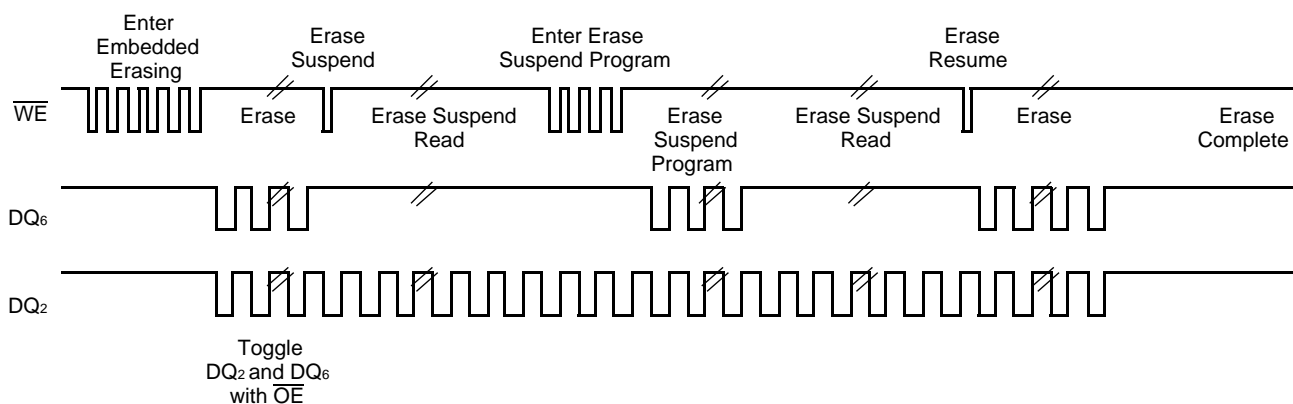 Enter
Embedded
Erasing
Erase
Suspend
Enter Erase
Suspend Program
Erase
Resume
WE
Erase
Erase Suspend
Read
Erase
Suspend
Program
Erase Suspend
Read
Erase
Erase
Complete
DQ6
DQ2
Toggle
DQ2 and DQ6
with OE